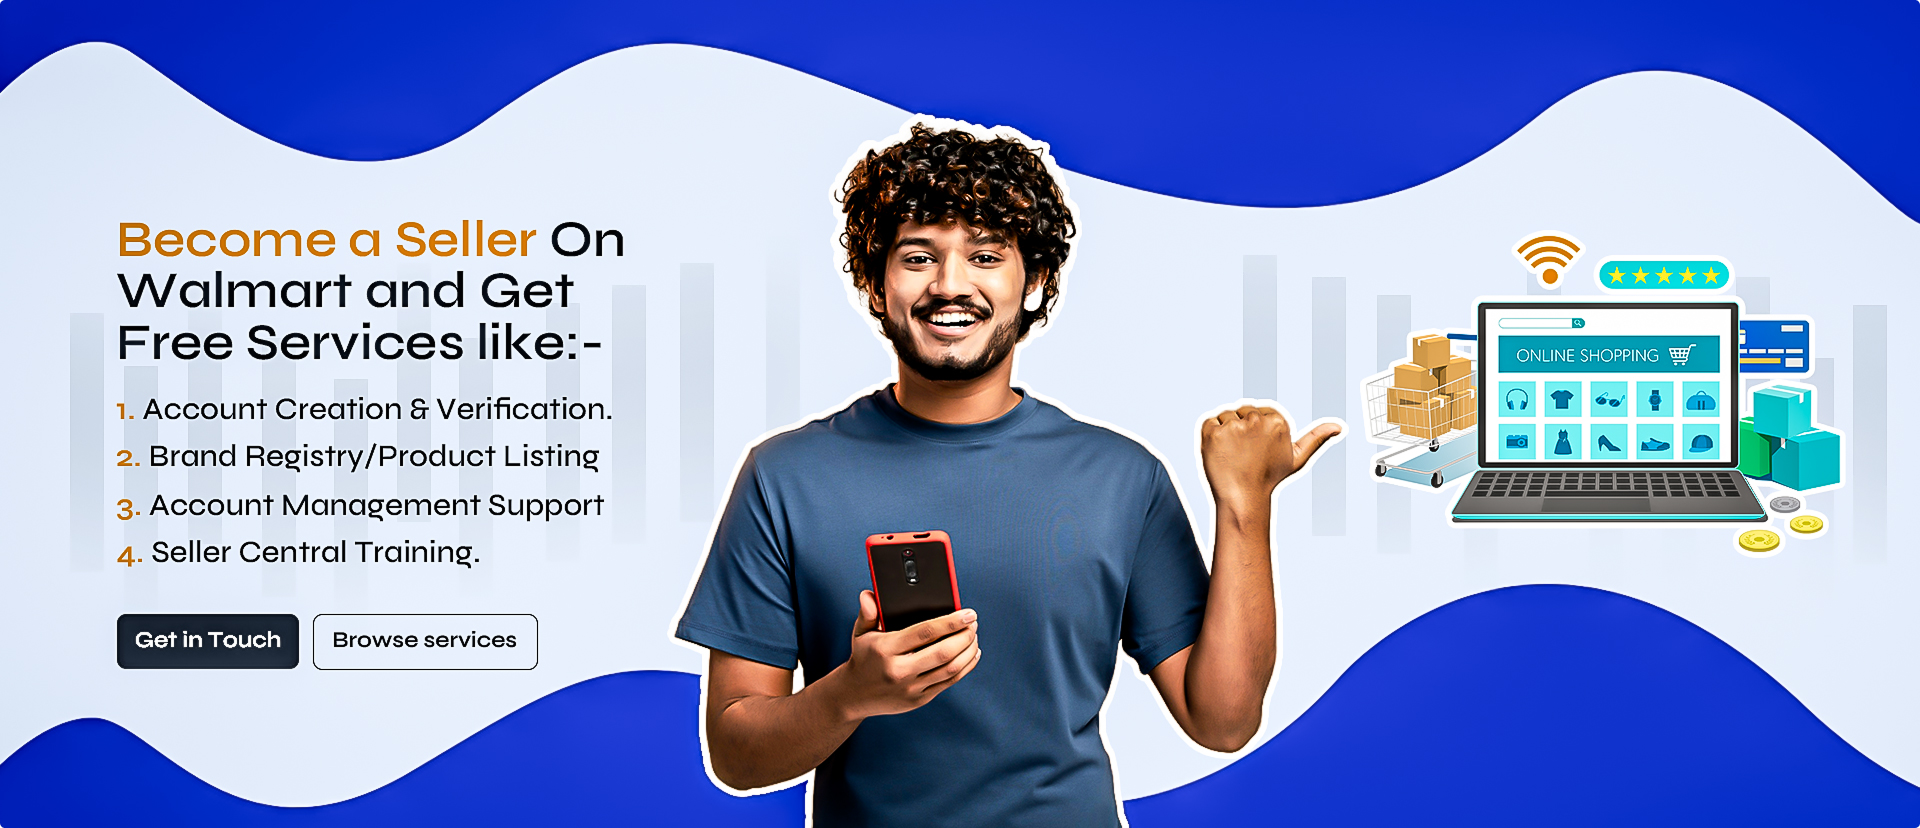 Become a Seller On
Walmart and Get
Free Services like:-
1. Account Creation & Verification.
2. Brand Registry/Product Listing
3. Account Management Support
4. Seller Central Training.
Get in Touch
Browse services
ONLINE SHOPPING